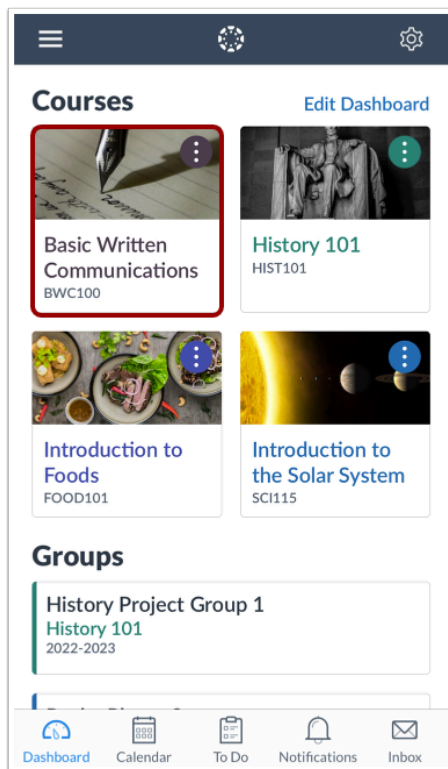 Courses
Edit Dashboard
Basic Written
Communications
BWC100
History 101
HIST101
Introduction to
Foods
FOOD101
Introduction to
the Solar System
SCI115
Groups
History Project Group 1
History 101
2022-2023
Dashboard
Calendar
To Do
Notifications
Inbox